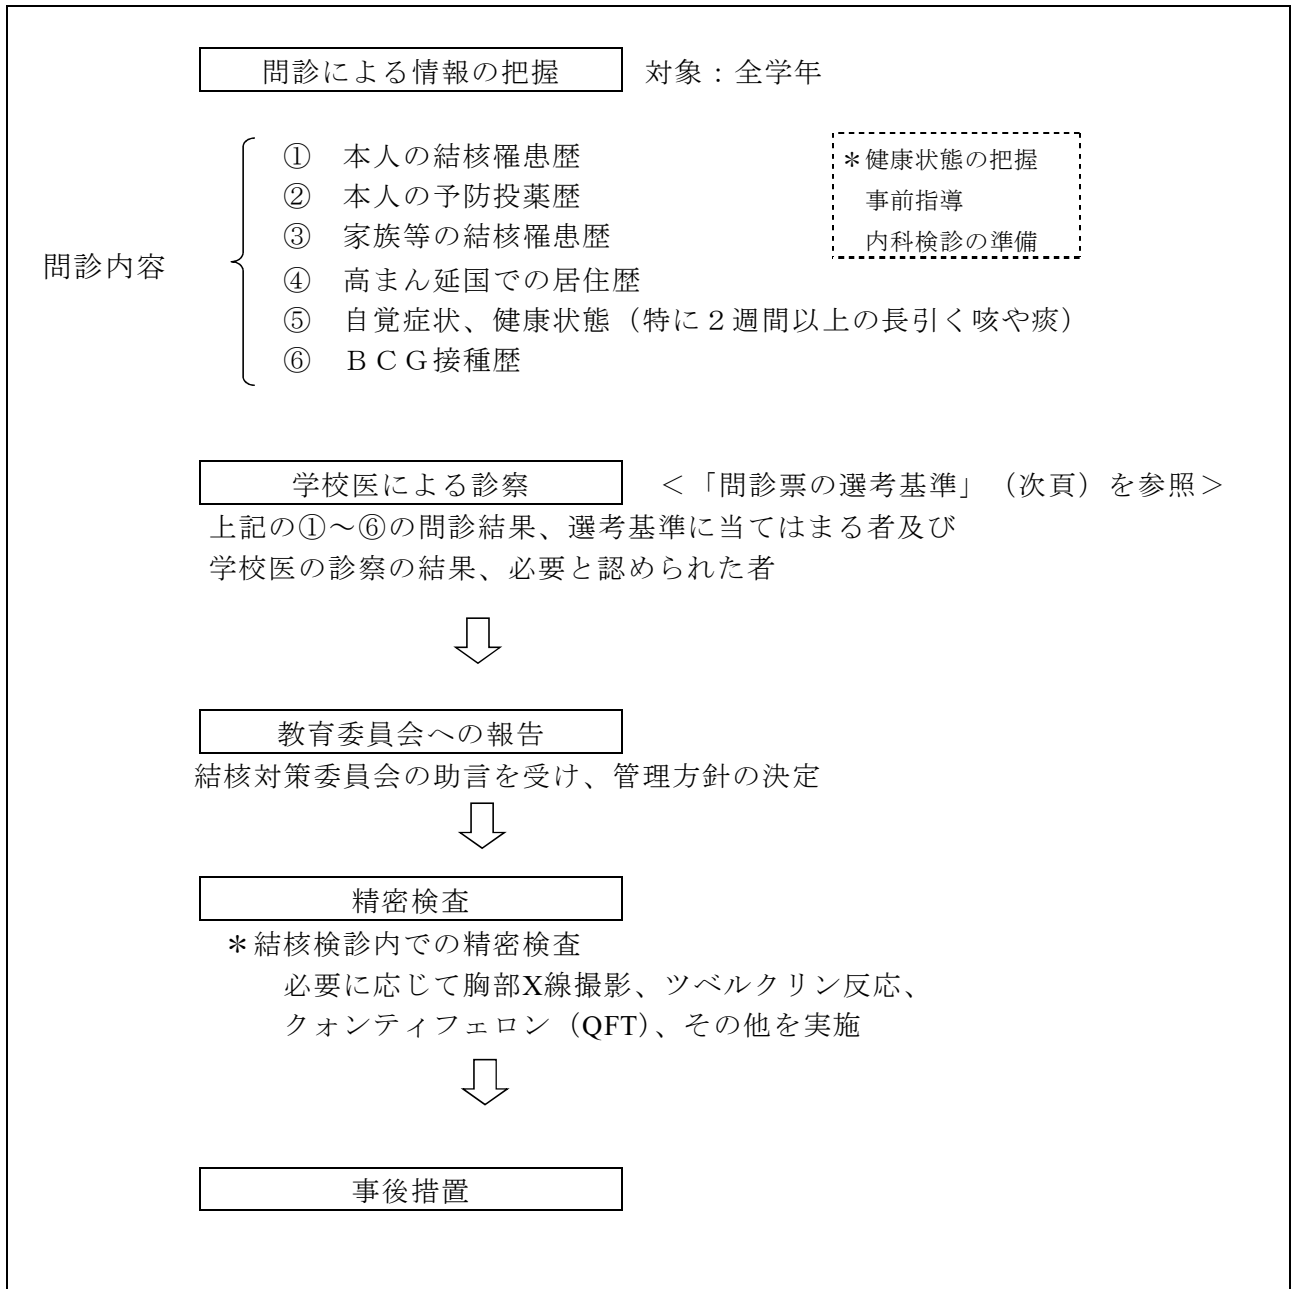 問診による情報の把握 対象：全学年
① 本人の結核罹患歴
② 本人の予防投薬歴
③ 家族等の結核罹患歴
④ 高まん延国での居住歴
⑤ 自覚症状、健康状態（特に２週間以上の長引く咳や痰）
⑥ ＢＣＧ接種歴
問診内容
＊健康状態の把握
事前指導
内科検診の準備
学校医による診察 ＜「問診票の選考基準」（次頁）を参照＞
上記の①～⑥の問診結果、選考基準に当てはまる者及び
学校医の診察の結果、必要と認められた者
教育委員会への報告
結核対策委員会の助言を受け、管理方針の決定
精密検査
＊結核検診内での精密検査
必要に応じて胸部X線撮影、ツベルクリン反応、
クォンティフェロン（QFT）、その他を実施
事後措置